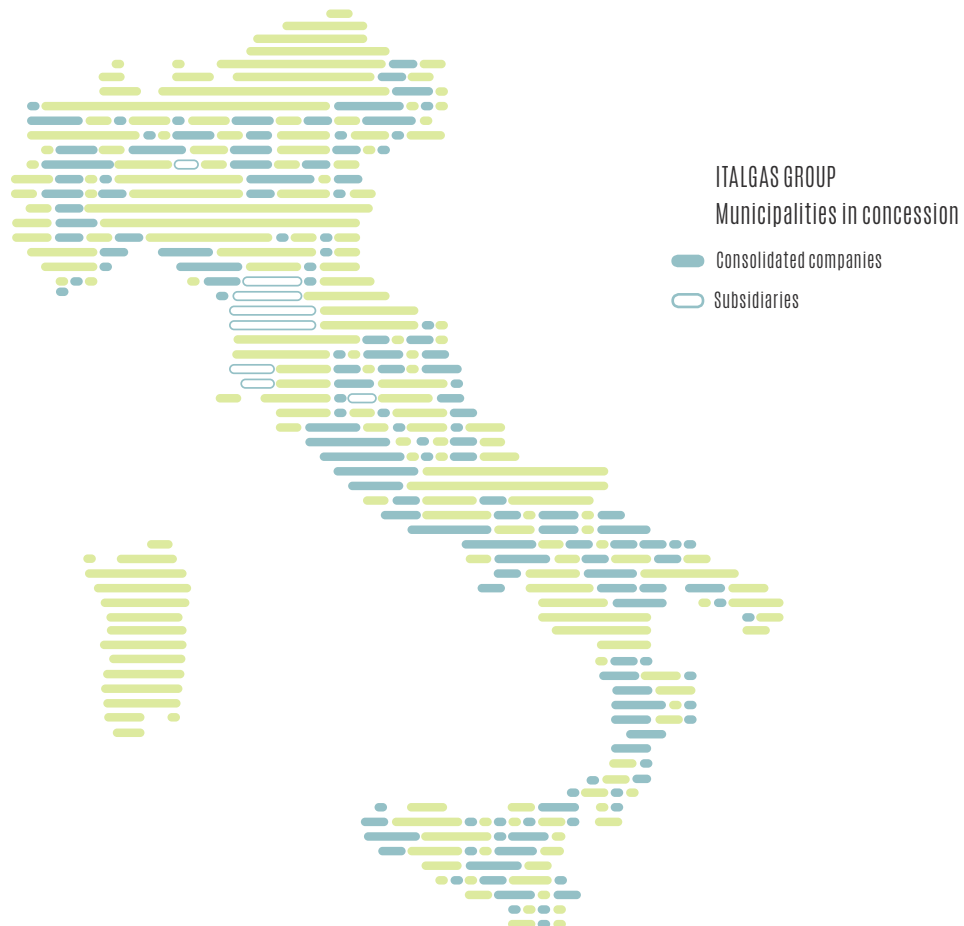 ITALGAS GROUP
Municipalities in concession
Consolidated companies
Subsidiaries